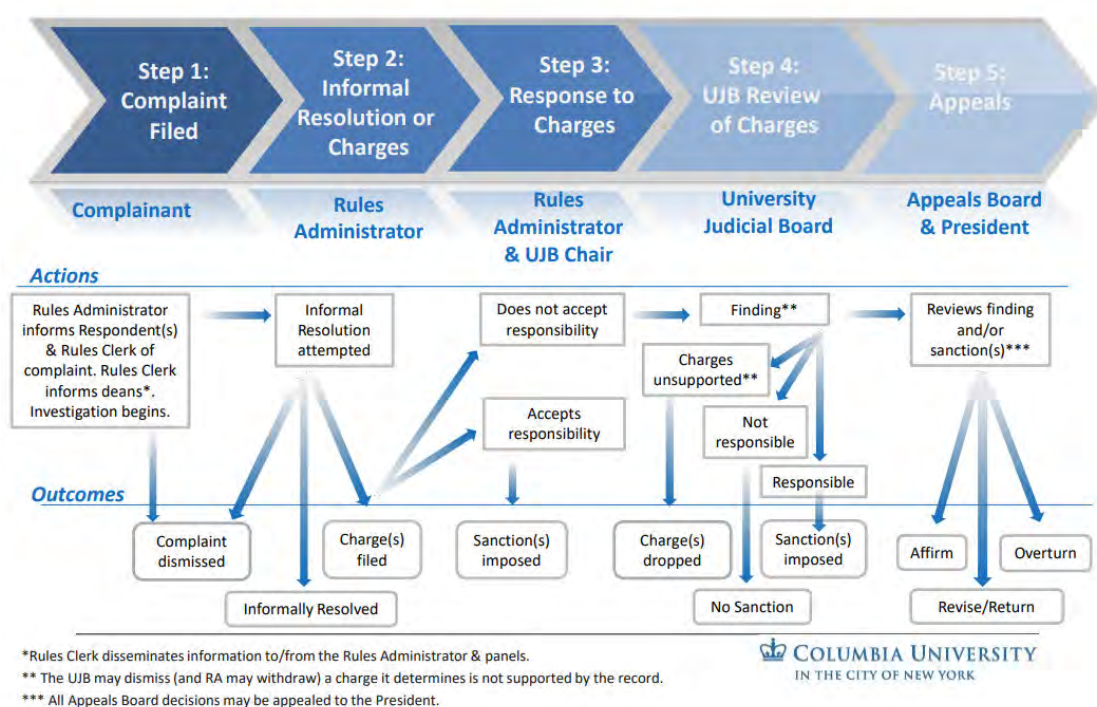 Step 1:
Complaint
Filed
Step 2:
Informal
Resolution or
Charges
Step 3:
Response to
Charges
Step 4:
UJB Review
of Charges
Step 5:
Appeals
Complainant
Rules
Administrator
Rules
Administrator
& UJB Chair
University
Judicial Board
Appeals Board
& President
Actions
Rules Administrator
informs Respondent(s)
& Rules Clerk of
complaint. Rules Clerk
informs deans*.
Investigation begins.
Informal
Resolution
attempted
Does not accept
responsibility
Accepts
responsibility
Finding**
Charges
unsupported**
Not
responsible
Responsible
Reviews finding
and/or
sanction(s)***
Outcomes
Complaint
dismissed
Informally Resolved
Charge(s)
filed
Sanction(s)
imposed
Charge(s)
dropped
No Sanction
Sanction(s)
imposed
Affirm
Revise/Return
Overturn
*Rules Clerk disseminates information to/from the Rules Administrator & panels.
** The UJB may dismiss (and RA may withdraw) a charge it determines is not supported by the record.
*** All Appeals Board decisions may be appealed to the President.
COLUMBIA UNIVERSITY
IN THE CITY OF NEW YORK